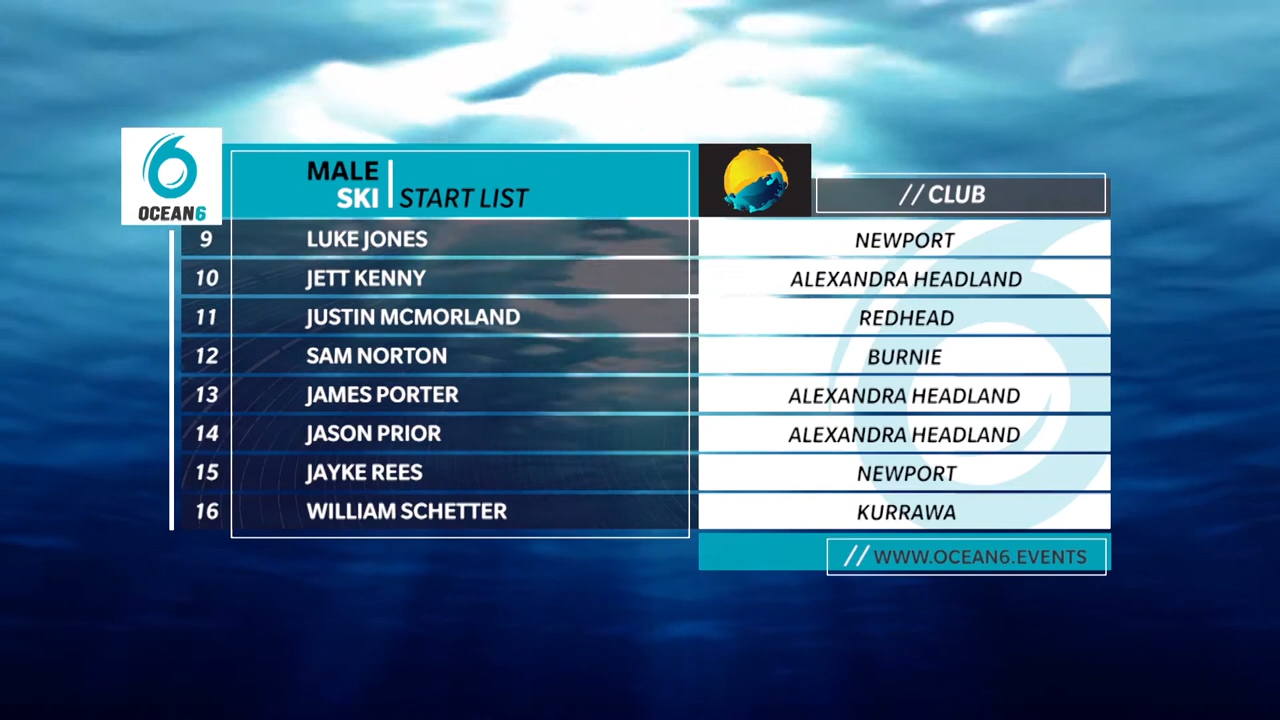 OCEAN6
MALE
SKI START LIST
// CLUB
9 LUKE JONES NEWPORT
10 JETT KENNY ALEXANDRA HEADLAND
11 JUSTIN MCMORLAND REDHEAD
12 SAM NORTON BURNIE
13 JAMES PORTER ALEXANDRA HEADLAND
14 JASON PRIOR ALEXANDRA HEADLAND
15 JAYKE REES NEWPORT
16 WILLIAM SCHETTER KURRAWA
// WWW.OCEAN6.EVENTS